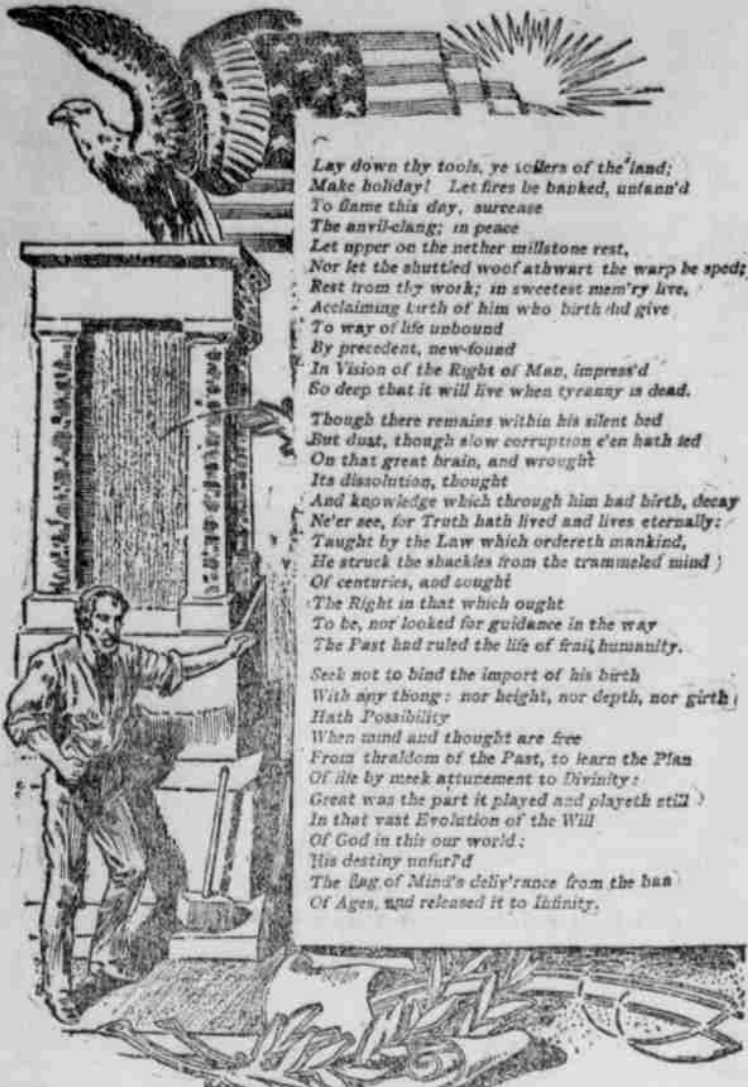 Lay down thy tools, ye toilers of the land;
Make holiday! Let fires be banked, unfann'd
To flame this day, surcease
The anvil-clang; in peace
Let upper on the nether millstone rest,
Nor let the shuttled woof athwart the warp be sped;
Rest from thy work; in sweetest mem'ry live,
Acclaiming birth of him who birth did give
To way of life unbound
By precedent, new-found
In Vision of the Right of Man, impress'd
So deep that it will live when tyranny is dead.
Though there remains within his silent bed
But dust, though slow corruption e'en hath fed
On that great brain, and wrought
Its dissolution, thought
And knowledge which through him had birth, decay
Ne'er see, for Truth hath lived and lives eternally:
Taught by the Law which ordereth mankind,
He struck the shackles from the trammeled mind
Of centuries, and sought
The Right in that which ought
To be, nor looked for guidance in the way
The Past had ruled the life of frail humanity.
Seek not to bind the import of his birth
With any thong: nor height, nor depth, nor girth
Hath Possibility
When mind and thought are free
From thraldom of the Past, to learn the Plan
Of life by meek attunement to Divinity:
Great was the part it played and playeth still
In that vast Evolution of the Will
Of God in this our world:
His destiny unfurl'd
The flag of Mind's deliv'rance from the ban
Of Ages, and released it to Infinity.